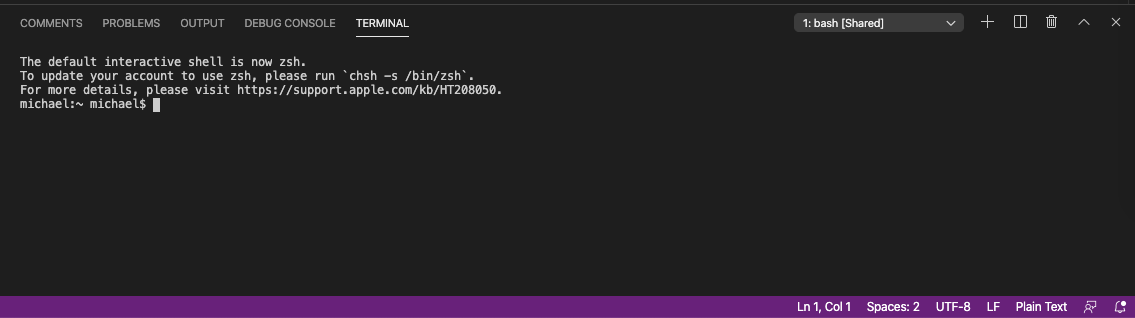 COMMENTS PROBLEMS OUTPUT DEBUG CONSOLE TERMINAL 1: bash [Shared]
The default interactive shell is now zsh.
To update your account to use zsh, please run `chsh -s /bin/zsh`.
For more details, please visit https://support.apple.com/kb/HT208050.
michael:~ michael$
Ln 1, Col 1 Spaces: 2 UTF-8 LF Plain Text